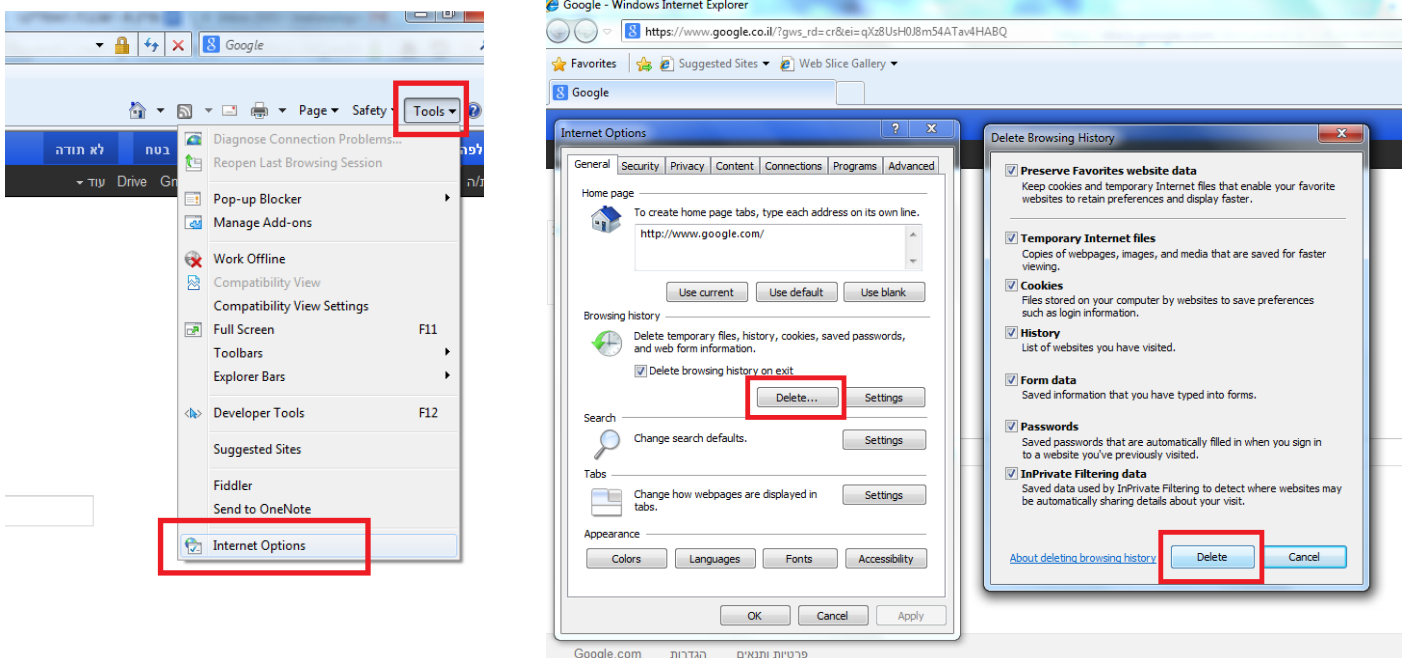 Google
Page
Safety
Tools
לא תודה
בטח
עוד
Drive
Diagnose Connection Problems...
Reopen Last Browsing Session
Pop-up Blocker
Manage Add-ons
Work Offline
Compatibility View
Compatibility View Settings
Full Screen F11
Toolbars
Explorer Bars
Developer Tools F12
Suggested Sites
Fiddler
Send to OneNote
Internet Options
Google - Windows Internet Explorer
https://www.google.co.il/?gws_rd=cr&ei=qXz8UsH0J8m54ATav4HABQ
Favorites Suggested Sites Web Slice Gallery
Google
Internet Options
General Security Privacy Content Connections Programs Advanced
Home page
To create home page tabs, type each address on its own line.
http://www.google.com/
Use current Use default Use blank
Browsing history
Delete temporary files, history, cookies, saved passwords,
and web form information.
Delete browsing history on exit
Delete... Settings
Search
Change search defaults. Settings
Tabs
Change how webpages are displayed in
tabs.
Settings
Appearance
Colors Languages Fonts Accessibility
OK Cancel Apply
Google.com הגדרות פרטיות ותנאים
Delete Browsing History
Preserve Favorites website data
Keep cookies and temporary Internet files that enable your favorite
websites to retain preferences and display faster.
Temporary Internet files
Copies of webpages, images, and media that are saved for faster
viewing.
Cookies
Files stored on your computer by websites to save preferences
such as login information.
History
List of websites you have visited.
Form data
Saved information that you have typed into forms.
Passwords
Saved passwords that are automatically filled in when you sign in
to a website you've previously visited.
InPrivate Filtering data
Saved data used by InPrivate Filtering to detect where websites may
be automatically sharing details about your visit.
About deleting browsing history Delete Cancel